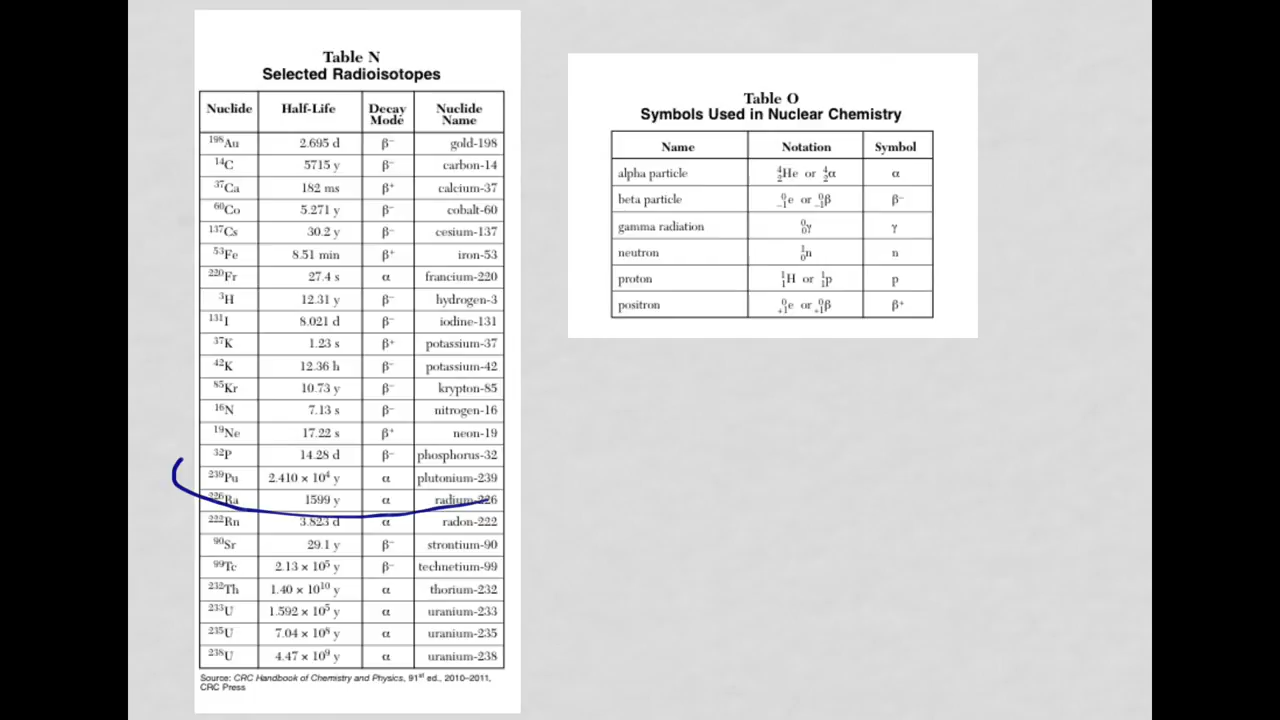 Table N
Selected Radioisotopes
Nuclide Half-Life Decay Mode Nuclide Name
¹⁹⁸Au 2.695 d β⁻ gold-198
¹⁴C 5715 y β⁻ carbon-14
³⁷Ca 182 ms β⁺ calcium-37
⁶⁰Co 5.271 y β⁻ cobalt-60
¹³⁷Cs 30.2 y β⁻ cesium-137
⁵³Fe 8.51 min β⁺ iron-53
²²⁰Fr 27.4 s α francium-220
³H 12.31 y β⁻ hydrogen-3
¹³¹I 8.021 d β⁻ iodine-131
³⁷K 1.23 s β⁺ potassium-37
⁴²K 12.36 h β⁻ potassium-42
⁸⁵Kr 10.73 y β⁻ krypton-85
¹⁶N 7.13 s β⁻ nitrogen-16
¹⁹Ne 17.22 s β⁺ neon-19
³²P 14.28 d β⁻ phosphorus-32
²³⁹Pu 2.410 × 10⁴ y α plutonium-239
²²⁶Ra 1599 y α radium-226
²²²Rn 3.823 d α radon-222
⁹⁰Sr 29.1 y β⁻ strontium-90
⁹⁹Tc 2.13 × 10⁵ y β⁻ technetium-99
²³²Th 1.40 × 10¹⁰ y α thorium-232
²³³U 1.592 × 10⁵ y α uranium-233
²³⁵U 7.04 × 10⁸ y α uranium-235
²³⁸U 4.47 × 10⁹ y α uranium-238
Source: CRC Handbook of Chemistry and Physics, 91ˢᵗ ed., 2010–2011,
CRC Press
Table O
Symbols Used in Nuclear Chemistry
Name Notation Symbol
alpha particle ⁴₂He or ⁴₂α α
beta particle ⁰₋₁e or ⁰₋₁β β⁻
gamma radiation ⁰₀γ γ
neutron ¹₀n n
proton ¹₁H or ¹₁p p
positron ⁰₊₁e or ⁰₊₁β β⁺